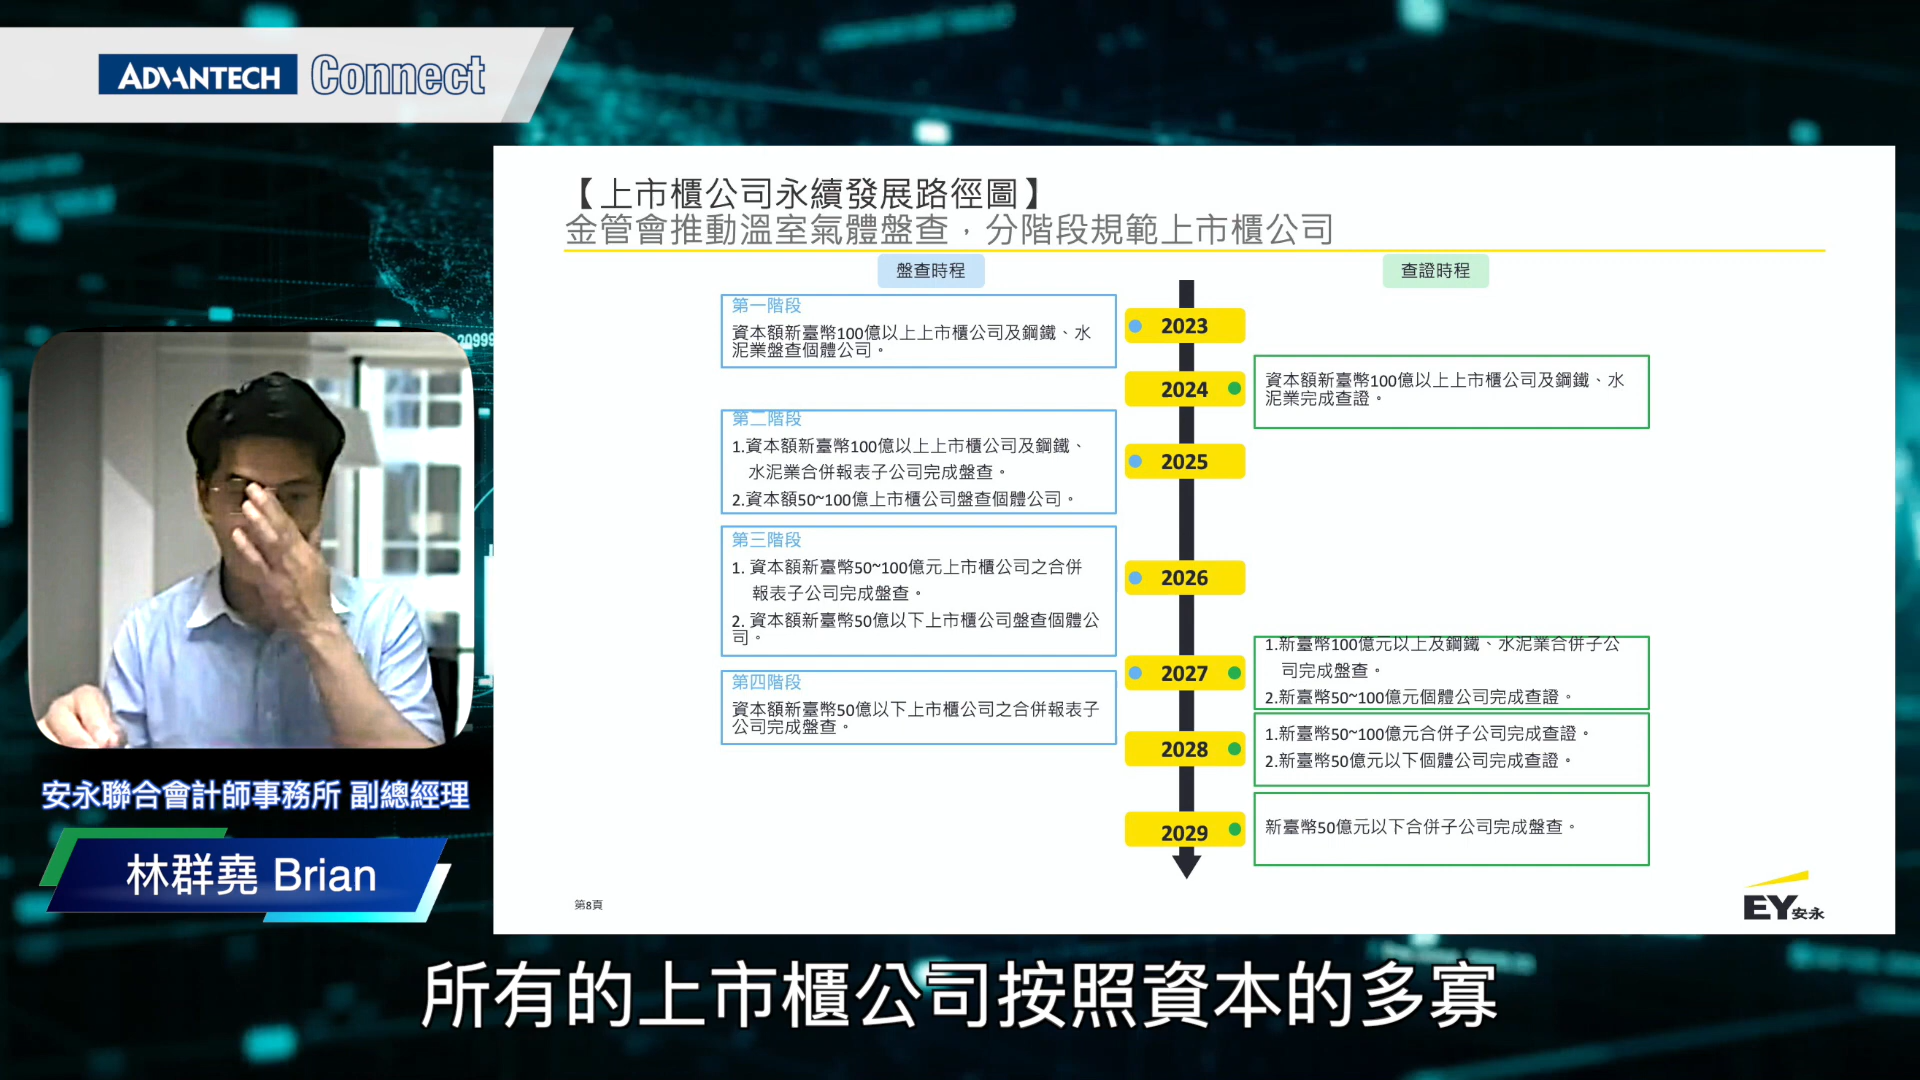 ADVANTECH Connect
【上市櫃公司永續發展路徑圖】
金管會推動溫室氣體盤查，分階段規範上市櫃公司
盤查時程
查證時程
第一階段
資本額新臺幣100億以上上市櫃公司及鋼鐵、水
泥業盤查個體公司。
2023
2024
資本額新臺幣100億以上上市櫃公司及鋼鐵、水
泥業完成查證。
第二階段
1.資本額新臺幣100億以上上市櫃公司及鋼鐵、
水泥業合併報表子公司完成盤查。
2.資本額50~100億上市櫃公司盤查個體公司。
2025
第三階段
1. 資本額新臺幣50~100億元上市櫃公司之合併
報表子公司完成盤查。
2. 資本額新臺幣50億以下上市櫃公司盤查個體公
司。
2026
第四階段
資本額新臺幣50億以下上市櫃公司之合併報表子
公司完成盤查。
2027
1.新臺幣100億元以上及鋼鐵、水泥業合併子公
司完成盤查。
2.新臺幣50~100億元個體公司完成查證。
2028
1.新臺幣50~100億元合併子公司完成查證。
2.新臺幣50億元以下個體公司完成查證。
2029
新臺幣50億元以下合併子公司完成盤查。
第8頁
EY安永
20999
安永聯合會計師事務所 副總經理
林群堯 Brian
所有的上市櫃公司按照資本的多寡